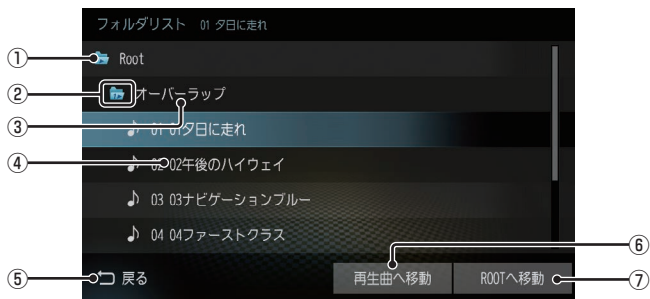 フォルダリスト 01 夕日に走れ
① Root
② オーバーラップ
③ 01 01夕日に走れ
④ 02 02午後のハイウェイ
03 03ナビゲーションブルー
04 04ファーストクラス
⑥
⑤ 戻る 再生曲へ移動 ROOTへ移動 ⑦